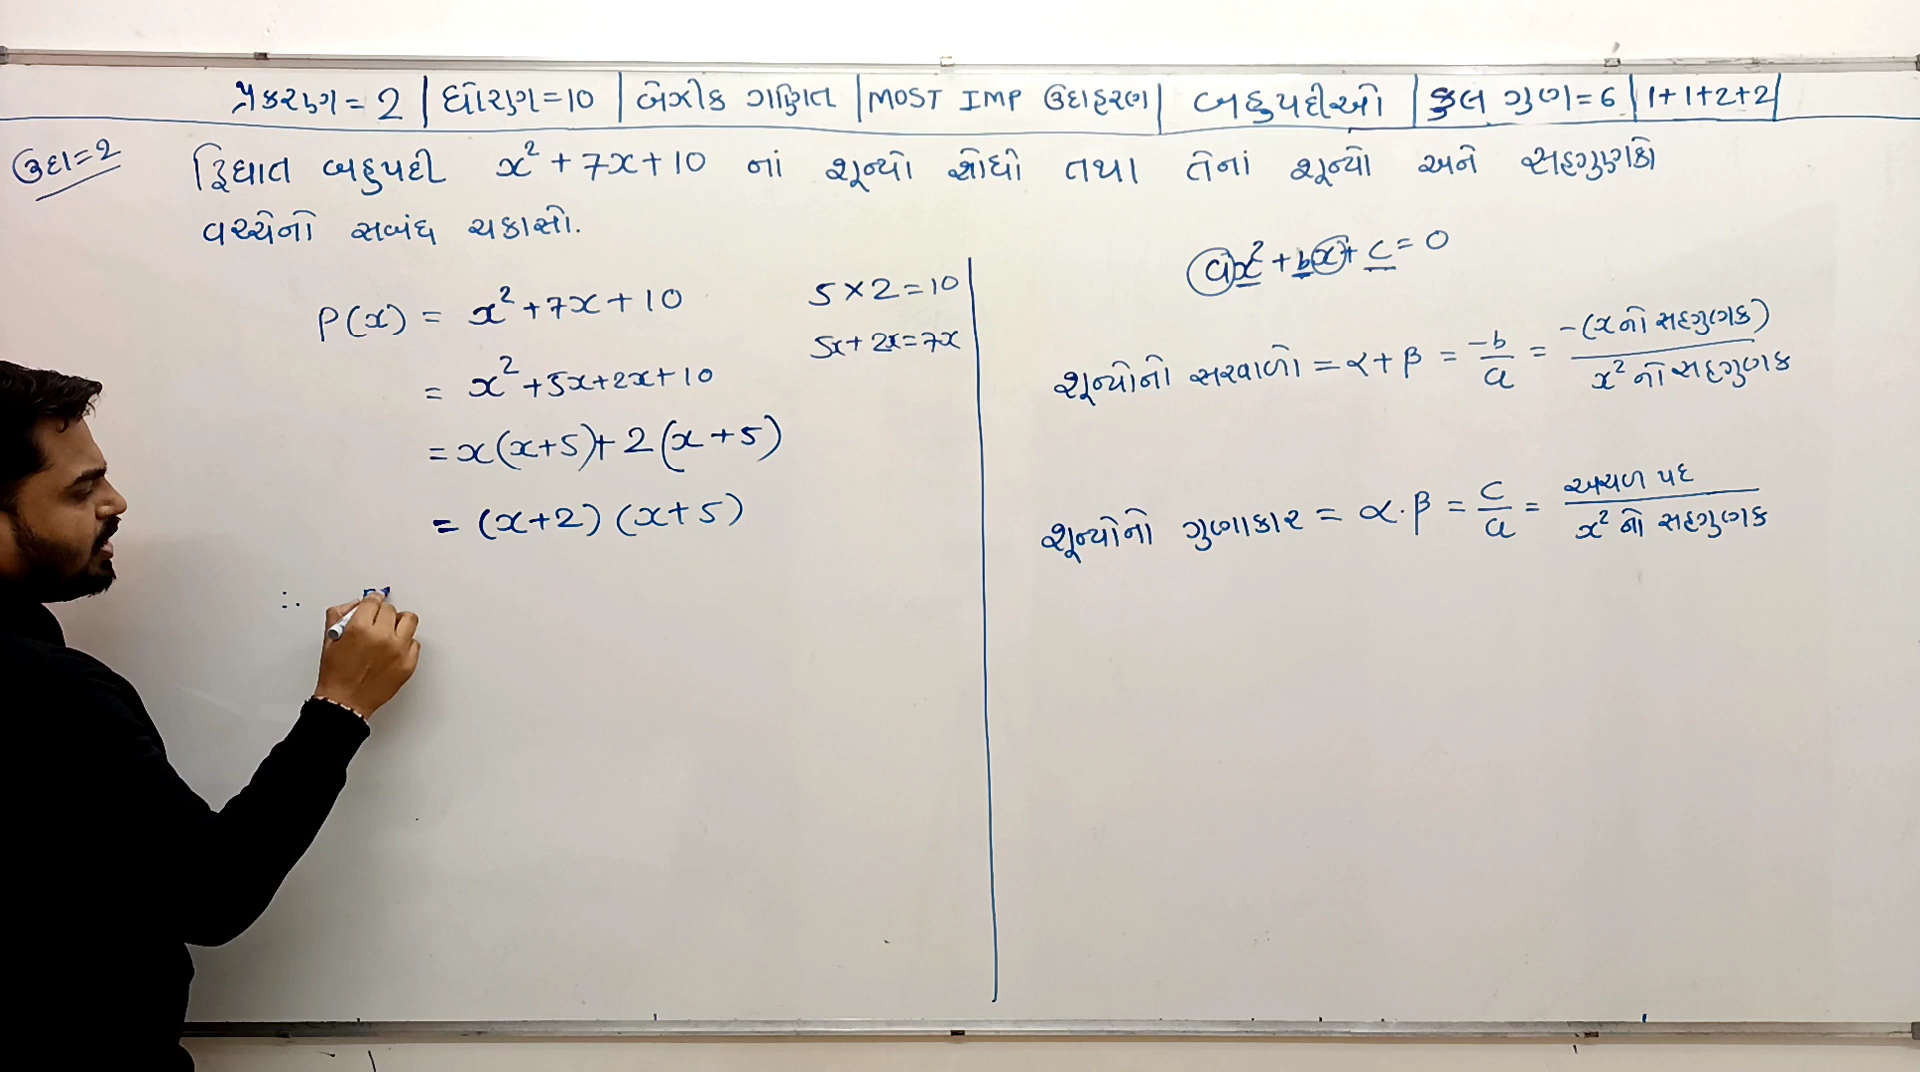 પ્રકરણ = 2 | ધોરણ = 10 | બેઝીક ગણિત | MOST IMP ઉદાહરણ | બહુપદીઓ | કુલ ગુણ = 6 | 1+1+2+2 |
ઉદા=2 દ્વિઘાત બહુપદી x² + 7x + 10 નાં શૂન્યો શોધો તથા તેનાં શૂન્યો અને સહગુણકો
વચ્ચેનો સબંધ ચકાસો.
P(x) = x² + 7x + 10
= x² + 5x + 2x + 10
= x(x+5) + 2(x+5)
= (x+2) (x+5)
∴
5 × 2 = 10
5x + 2x = 7x
ax² + bx + c = 0
શૂન્યોનો સરવાળો = α + β = -b/a = -(x નો સહગુણક) / x² નો સહગુણક
શૂન્યોનો ગુણાકાર = α · β = c/a = અચળ પદ / x² નો સહગુણક